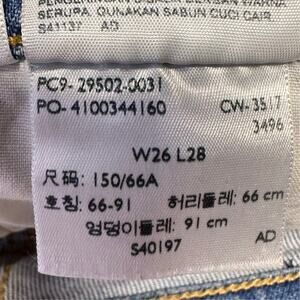 SERUPA, GUNAKAN SABUN CUCI CAIR
S41137 AD
PC9- 29502-0031
PO- 4100344160 CW-3517
3496
W26 L28
尺码: 150/66A
호칭: 66-91 허리둘레: 66 cm
엉덩이둘레: 91 cm
S40197 AD